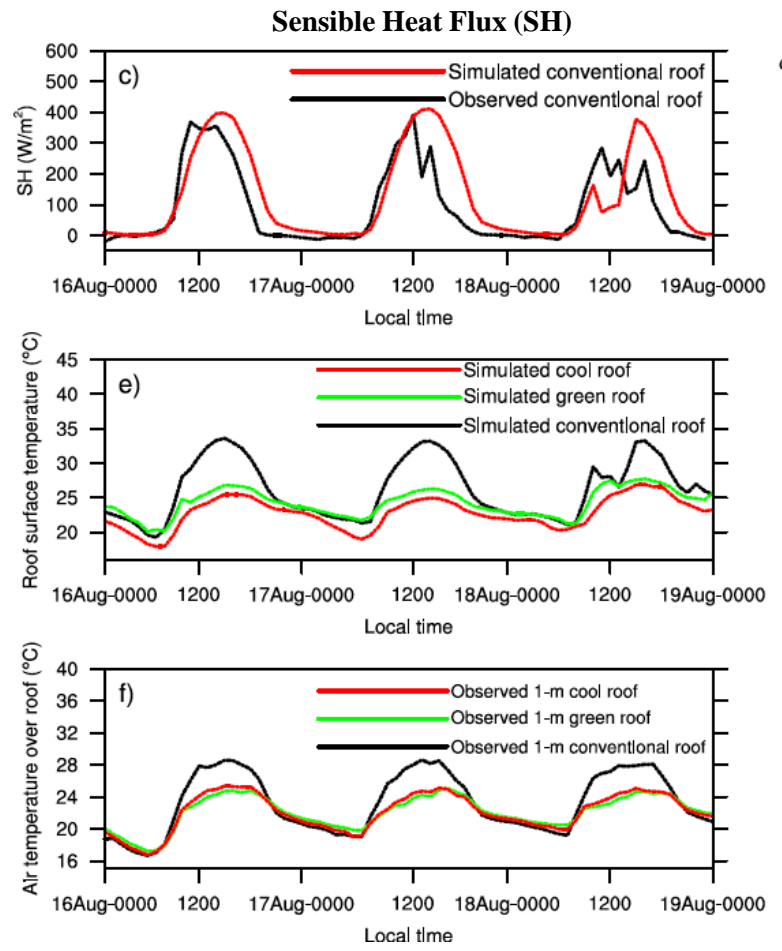 Sensible Heat Flux (SH)
600
500
400
300
200
100
0
SH (W/m²)
c)
Simulated conventional roof
Observed conventional roof
16Aug-0000 1200 17Aug-0000 1200 18Aug-0000 1200 19Aug-0000
Local time
45
40
35
30
25
20
Roof surface temperature (°C)
e)
Simulated cool roof
Simulated green roof
Simulated conventional roof
16Aug-0000 1200 17Aug-0000 1200 18Aug-0000 1200 19Aug-0000
Local time
40
36
32
28
24
20
16
Air temperature over roof (°C)
f)
Observed 1-m cool roof
Observed 1-m green roof
Observed 1-m conventional roof
16Aug-0000 1200 17Aug-0000 1200 18Aug-0000 1200 19Aug-0000
Local time